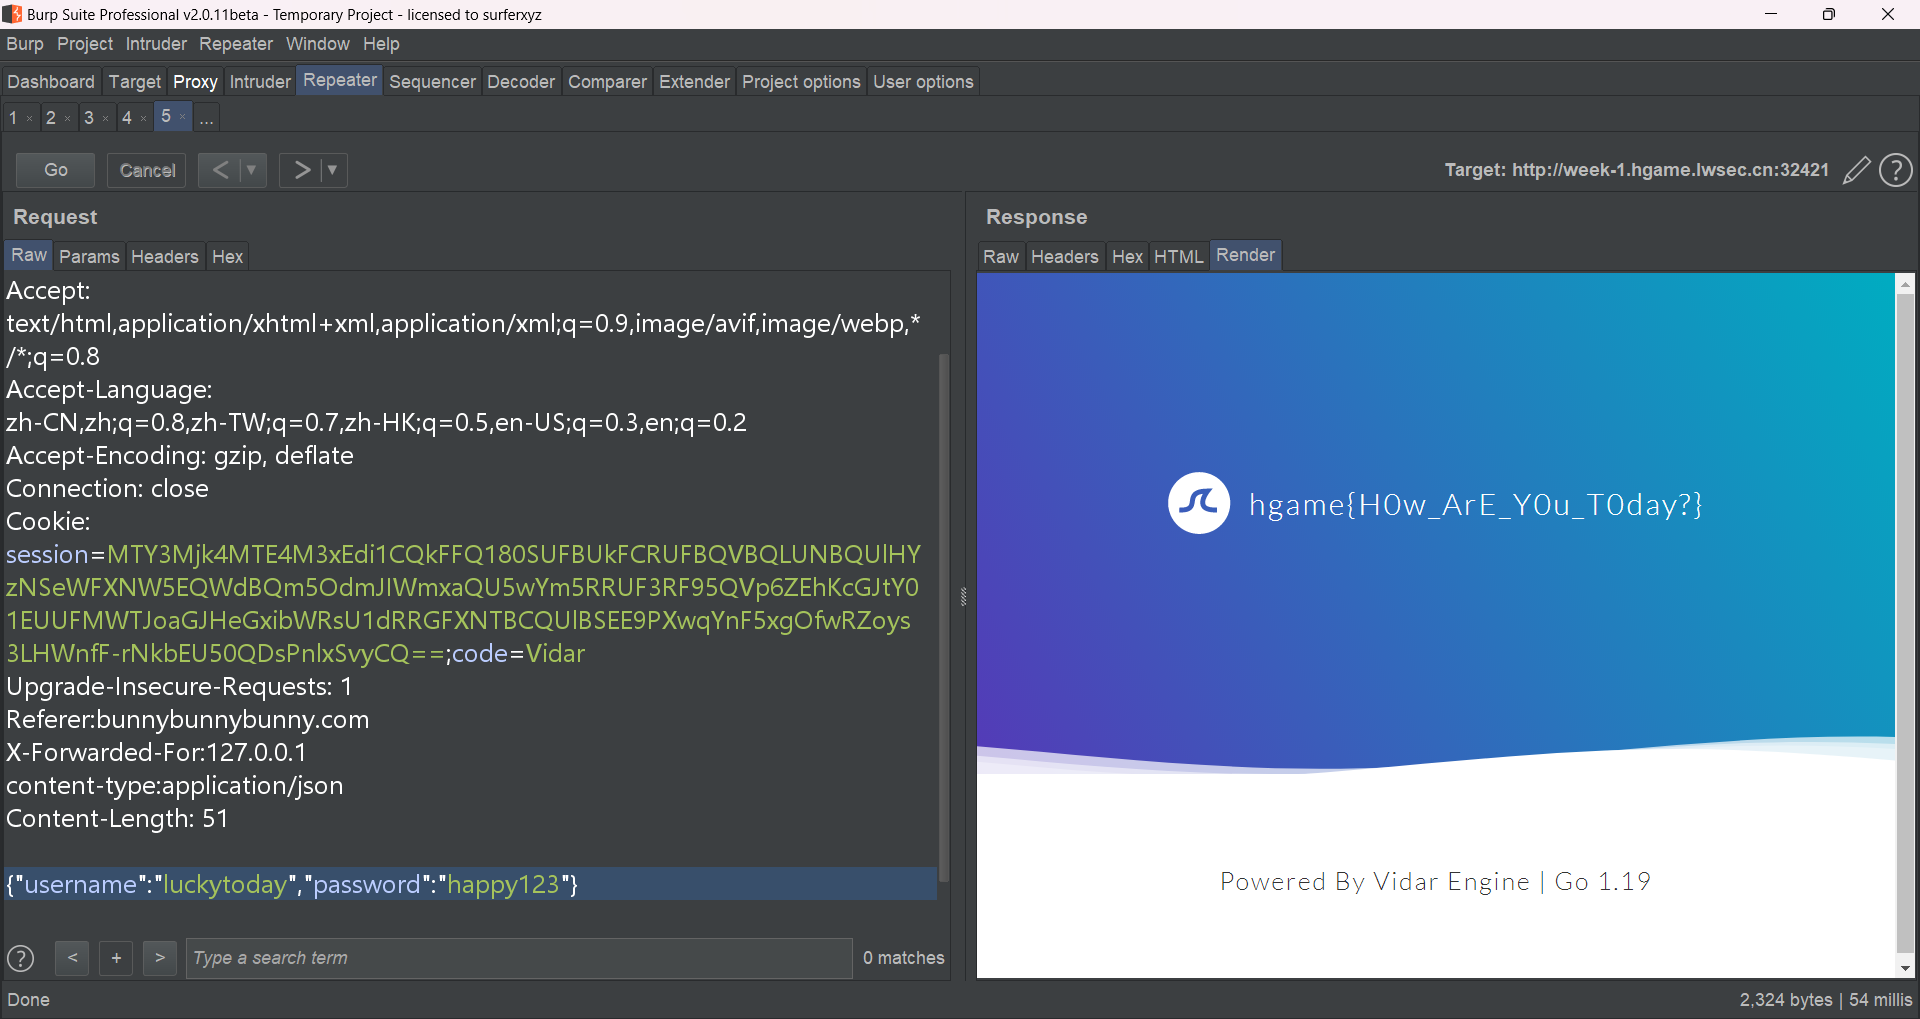 Burp Suite Professional v2.0.11beta - Temporary Project - licensed to surferxyz
Burp Project Intruder Repeater Window Help
Dashboard Target Proxy Intruder Repeater Sequencer Decoder Comparer Extender Project options User options
1 × 2 × 3 × 4 × 5 × ...
Go Cancel < ▼ > ▼ Target: http://week-1.hgame.lwsec.cn:32421 ?
Request
Raw Params Headers Hex
Accept:
text/html,application/xhtml+xml,application/xml;q=0.9,image/avif,image/webp,*
/*;q=0.8
Accept-Language:
zh-CN,zh;q=0.8,zh-TW;q=0.7,zh-HK;q=0.5,en-US;q=0.3,en;q=0.2
Accept-Encoding: gzip, deflate
Connection: close
Cookie:
session=MTY3Mjk4MTE4M3xEdi1CQkFFQ180SUFBUkFCRUFBQVBQLUNBQUlHY
zNSeWFXNW5EQWdBQm5OdmJIWmxaQU5wYm5RRUF3RF95QVp6ZEhKcGJtY0
1EUUFMWTJoaGJHeGxibWRsU1dRRGFXNTBCQUlBSEE9PXwqYnF5xgOfwRZoys
3LHWnfF-rNkbEU50QDsPnlxSvyCQ==;code=Vidar
Upgrade-Insecure-Requests: 1
Referer:bunnybunnybunny.com
X-Forwarded-For:127.0.0.1
content-type:application/json
Content-Length: 51
{"username":"luckytoday","password":"happy123"}
? < + > Type a search term 0 matches
Response
Raw Headers Hex HTML Render
hgame{H0w_ArE_Y0u_T0day?}
Powered By Vidar Engine | Go 1.19
Done 2,324 bytes | 54 millis